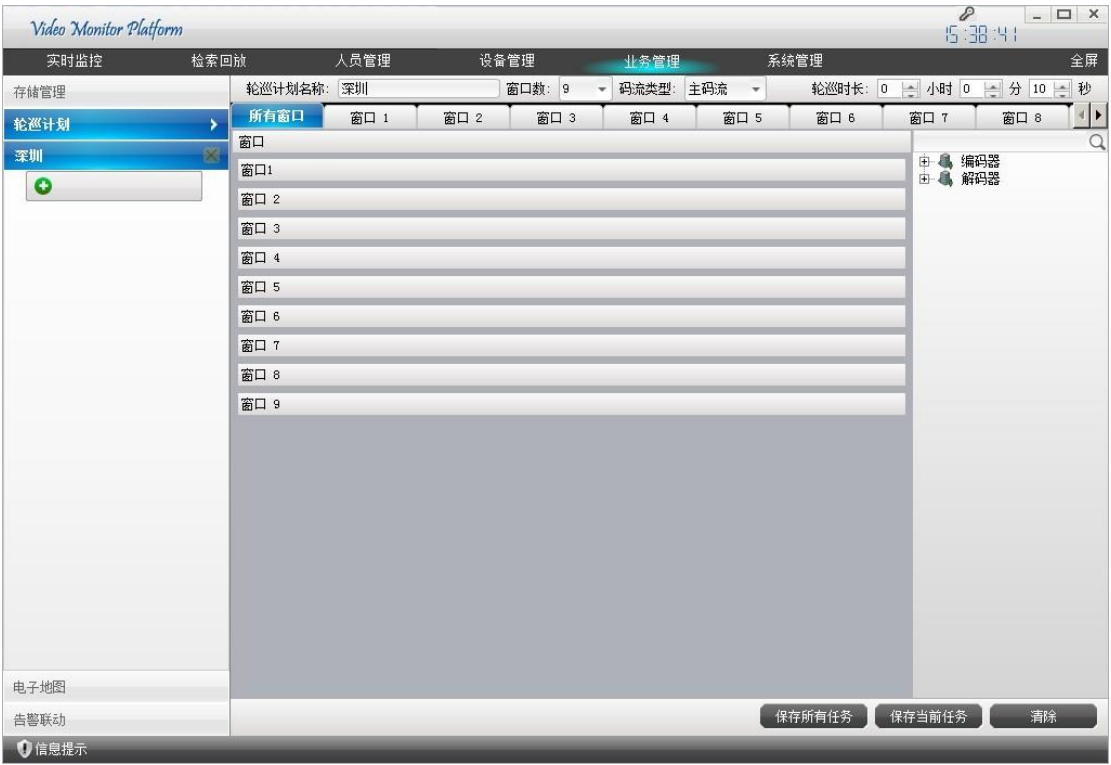 Video Monitor Platform
15:38:41
实时监控 检索回放 人员管理 设备管理 业务管理 系统管理 全屏
存储管理
轮巡计划名称: 深圳 窗口数: 9 码流类型: 主码流 轮巡时长: 0 小时 0 分 10 秒
轮巡计划
所有窗口 窗口 1 窗口 2 窗口 3 窗口 4 窗口 5 窗口 6 窗口 7 窗口 8
深圳
窗口
窗口1
窗口 2
窗口 3
窗口 4
窗口 5
窗口 6
窗口 7
窗口 8
窗口 9
编码器
解码器
电子地图
告警联动
保存所有任务 保存当前任务 清除
信息提示